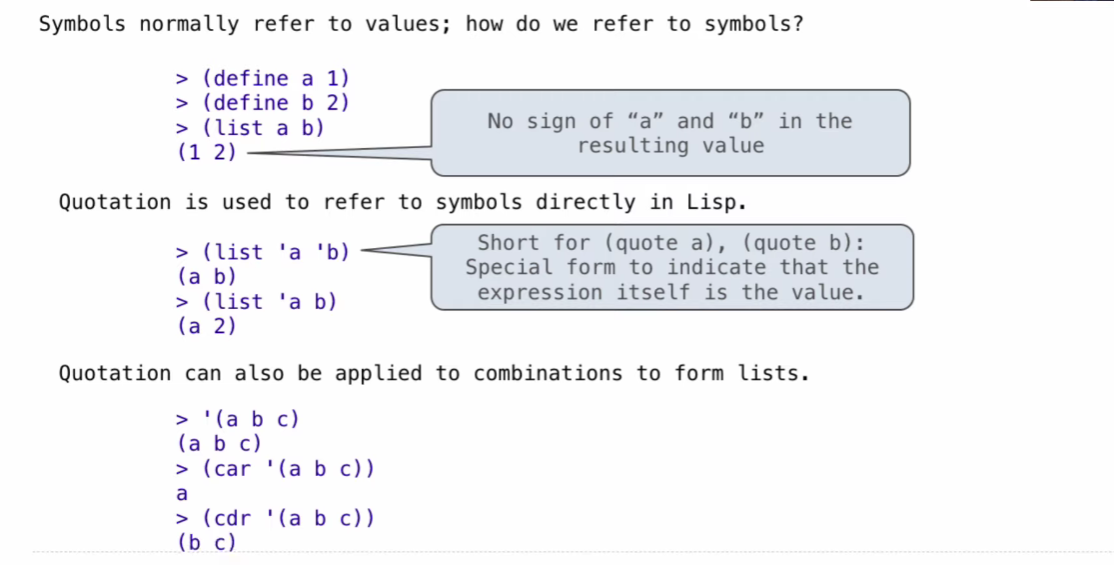 Symbols normally refer to values; how do we refer to symbols?
> (define a 1)
> (define b 2)
> (list a b)
(1 2)
No sign of “a” and “b” in the
resulting value
Quotation is used to refer to symbols directly in Lisp.
> (list 'a 'b)
(a b)
> (list 'a b)
(a 2)
Short for (quote a), (quote b):
Special form to indicate that the
expression itself is the value.
Quotation can also be applied to combinations to form lists.
> '(a b c)
(a b c)
> (car '(a b c))
a
> (cdr '(a b c))
(b c)